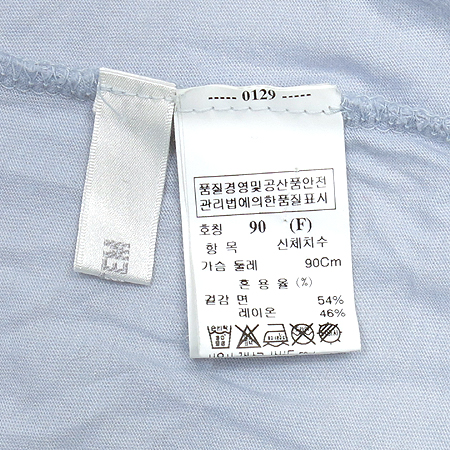 ----- 0129 -----
품질경영및공산품안전
관리법에의한품질표시
호칭 90 (F)
항 목 신체치수
가슴 둘레 90Cm
혼 용 율 (%)
겉감 면 54%
레이온 46%